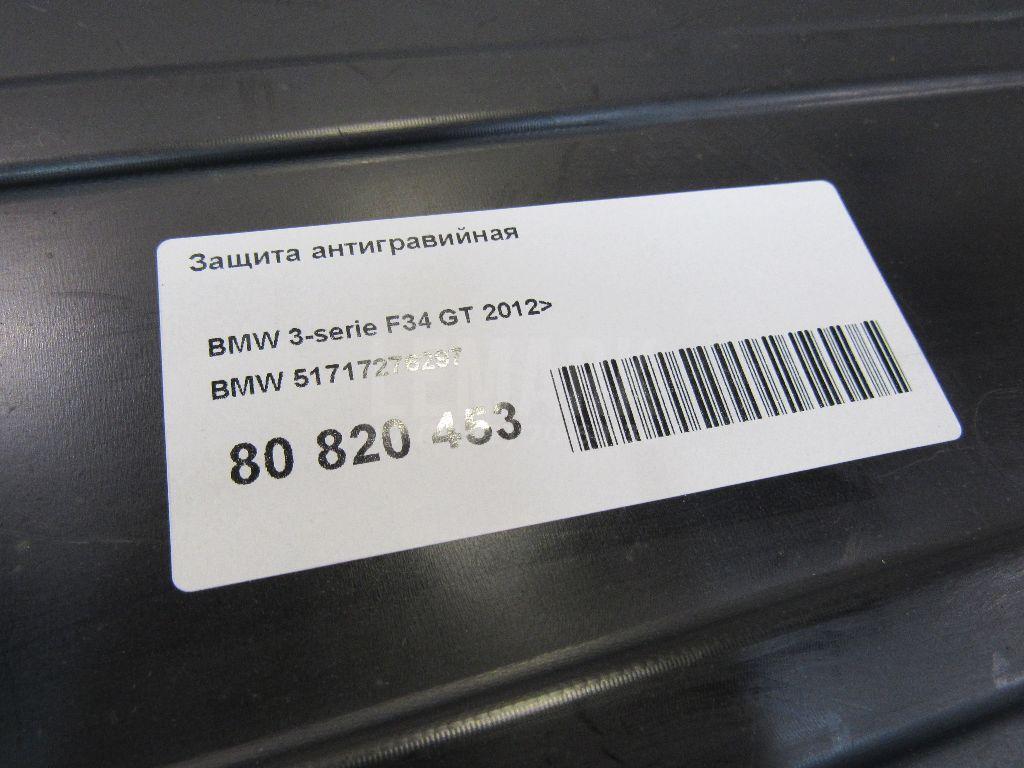 Защита антигравийная
BMW 3-serie F34 GT 2012>
BMW 51717276297
80 820 453